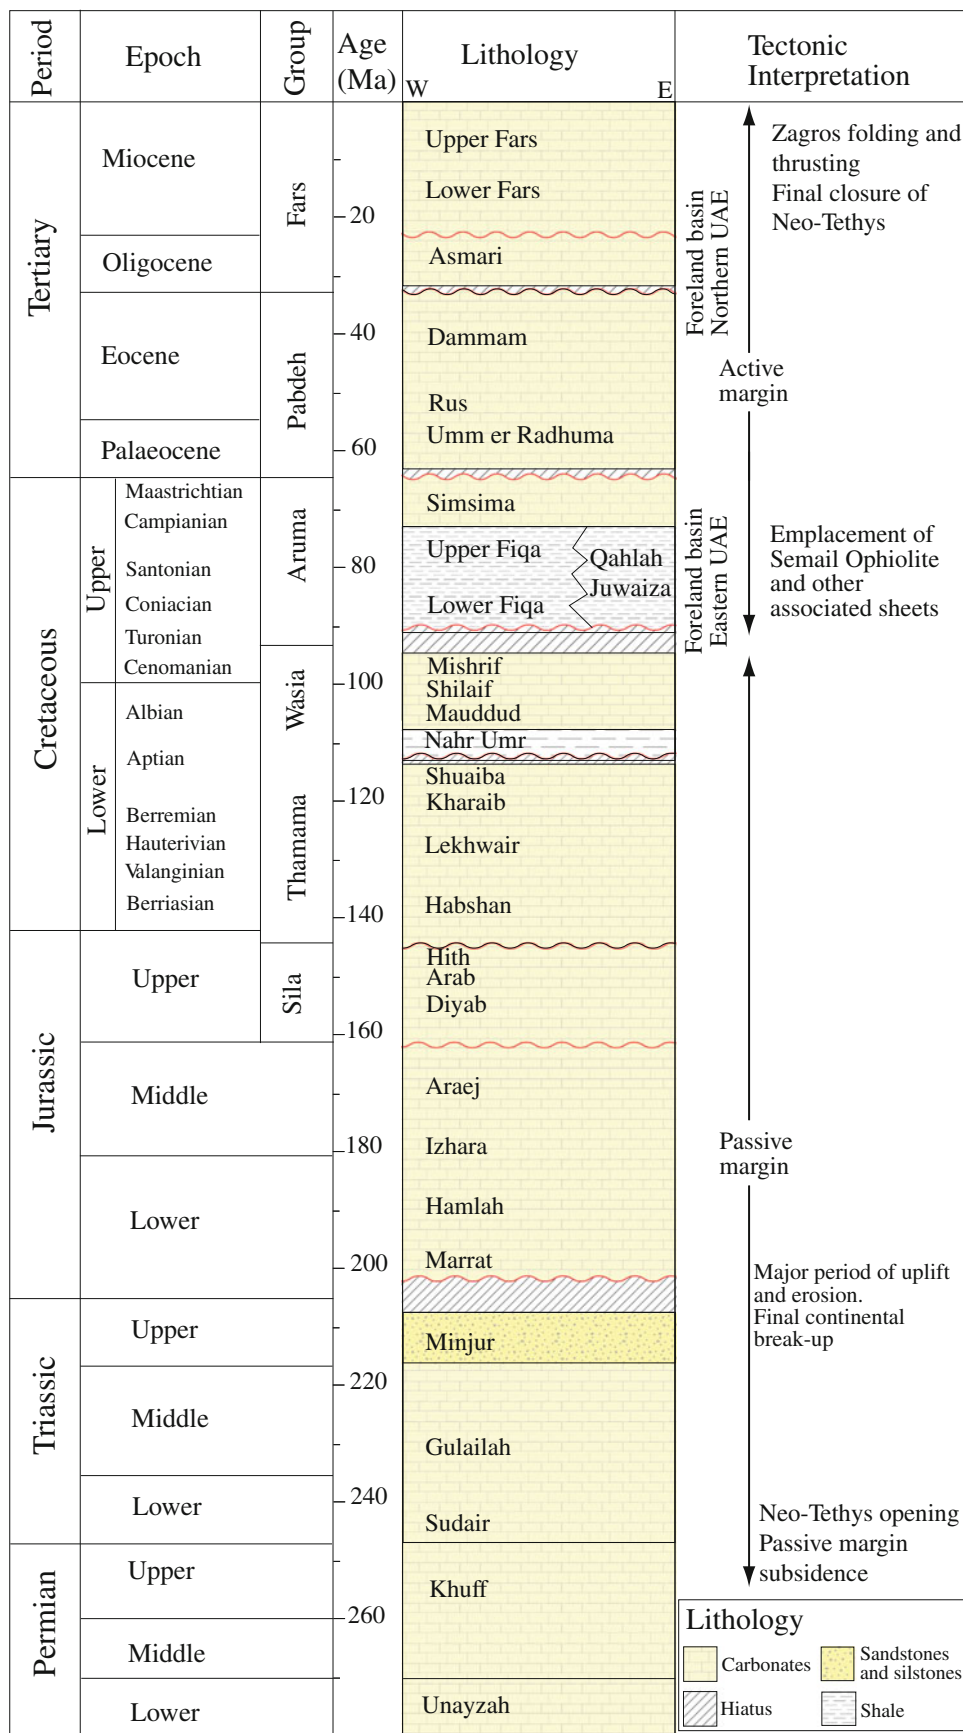 Period
Epoch
Group
Age
(Ma)
Lithology
W
E
Tectonic
Interpretation
Tertiary
Miocene
Oligocene
Eocene
Palaeocene
Cretaceous
Upper
Maastrichtian
Campianian
Santonian
Coniacian
Turonian
Cenomanian
Lower
Albian
Aptian
Berremian
Hauterivian
Valanginian
Berriasian
Jurassic
Upper
Middle
Lower
Triassic
Upper
Middle
Lower
Permian
Upper
Middle
Lower
Fars
Pabdeh
Aruma
Wasia
Thamama
Sila
20
40
60
80
100
120
140
160
180
200
220
240
260
Upper Fars
Lower Fars
Asmari
Dammam
Rus
Umm er Radhuma
Simsima
Upper Fiqa
Lower Fiqa
Qahlah
Juwaiza
Mishrif
Shilaif
Mauddud
Nahr Umr
Shuaiba
Kharaib
Lekhwair
Habshan
Hith
Arab
Diyab
Araej
Izhara
Hamlah
Marrat
Minjur
Gulailah
Sudair
Khuff
Unayzah
Zagros folding and
thrusting
Final closure of
Neo-Tethys
Foreland basin
Northern UAE
Active
margin
Foreland basin
Eastern UAE
Emplacement of
Semail Ophiolite
and other
associated sheets
Passive
margin
Major period of uplift
and erosion.
Final continental
break-up
Neo-Tethys opening
Passive margin
subsidence
Lithology
Carbonates
Sandstones
and silstones
Hiatus
Shale